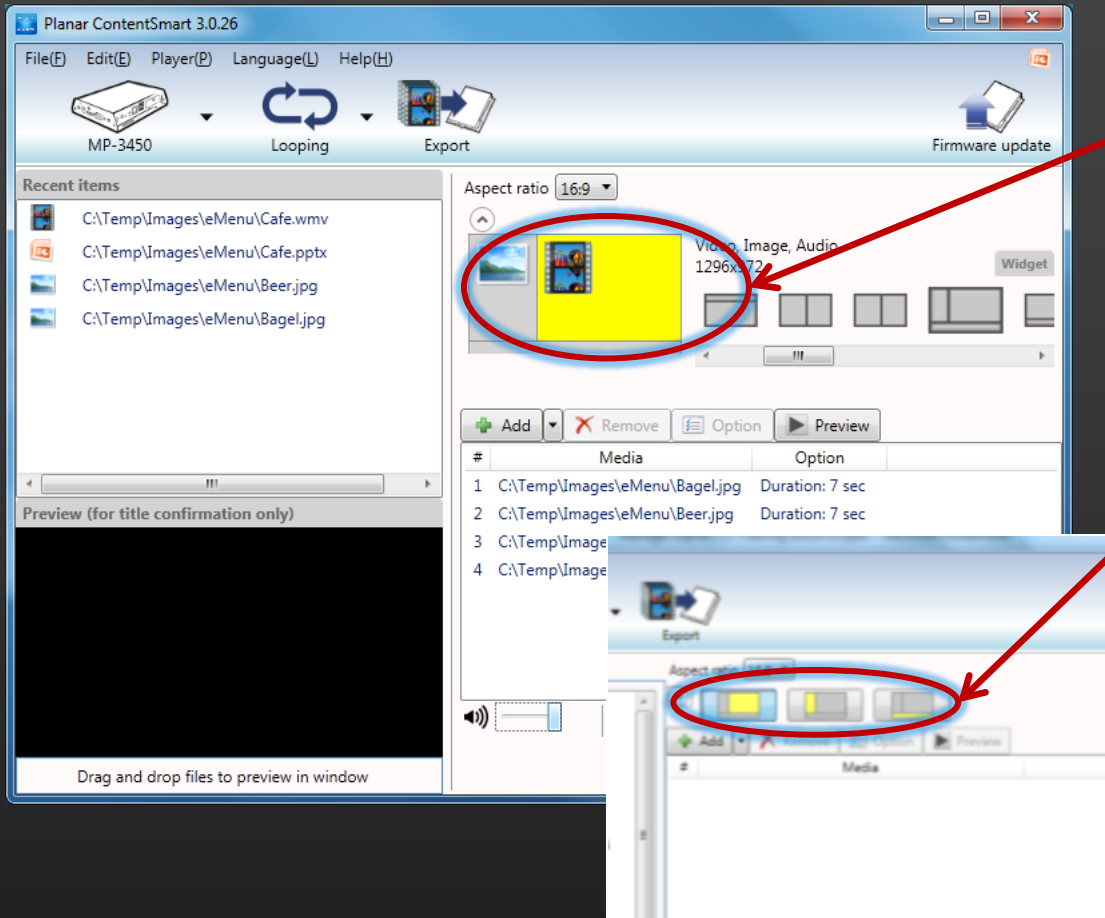 Planar ContentSmart 3.0.26
File(F) Edit(E) Player(P) Language(L) Help(H)
MP-3450
Looping
Export
Firmware update
Recent items
C:\Temp\Images\eMenu\Cafe.wmv
C:\Temp\Images\eMenu\Cafe.pptx
C:\Temp\Images\eMenu\Beer.jpg
C:\Temp\Images\eMenu\Bagel.jpg
Preview (for title confirmation only)
Drag and drop files to preview in window
Aspect ratio 16:9
Video, Image, Audio
Widget
Add Remove Option Preview
# Media Option
1 C:\Temp\Images\eMenu\Bagel.jpg Duration: 7 sec
2 C:\Temp\Images\eMenu\Beer.jpg Duration: 7 sec
3 C:\Temp\Image
4 C:\Temp\Image
Export
Aspect ratio
Add Preview
# Media